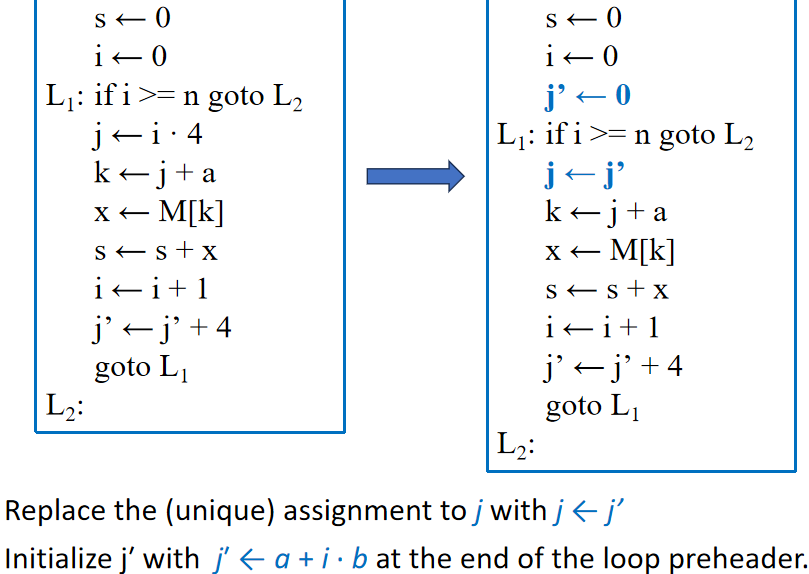 s ← 0
i ← 0
L₁: if i >= n goto L₂
j ← i · 4
k ← j + a
x ← M[k]
s ← s + x
i ← i + 1
j’ ← j’ + 4
goto L₁
L₂:
s ← 0
i ← 0
j’ ← 0
L₁: if i >= n goto L₂
j ← j’
k ← j + a
x ← M[k]
s ← s + x
i ← i + 1
j’ ← j’ + 4
goto L₁
L₂:
Replace the (unique) assignment to j with j ← j’
Initialize j′ with j′ ← a + i · b at the end of the loop preheader.